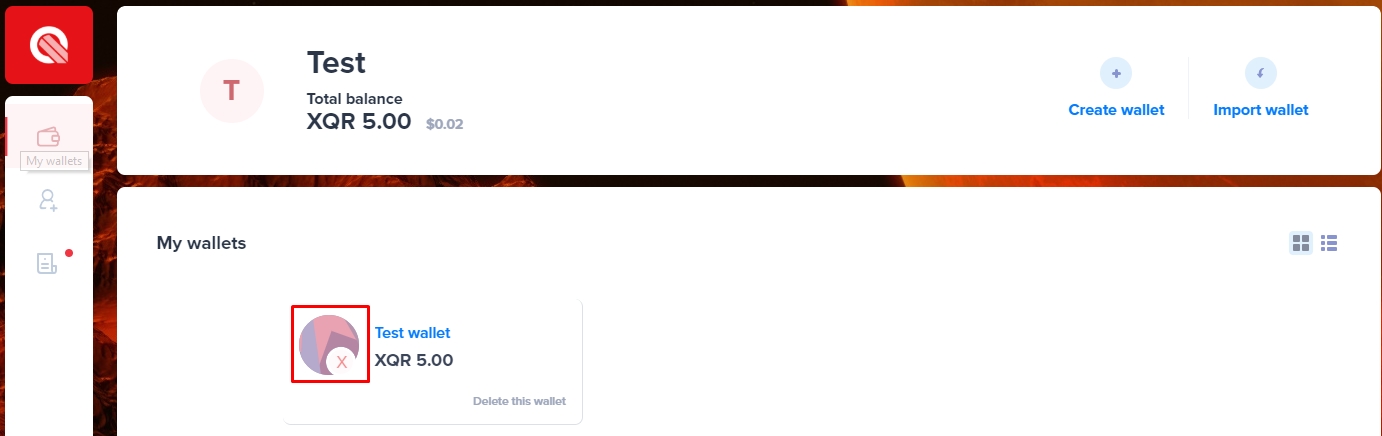 T
Test
Total balance
XQR 5.00 $0.02
Create wallet
Import wallet
My wallets
My wallets
X
Test wallet
XQR 5.00
Delete this wallet